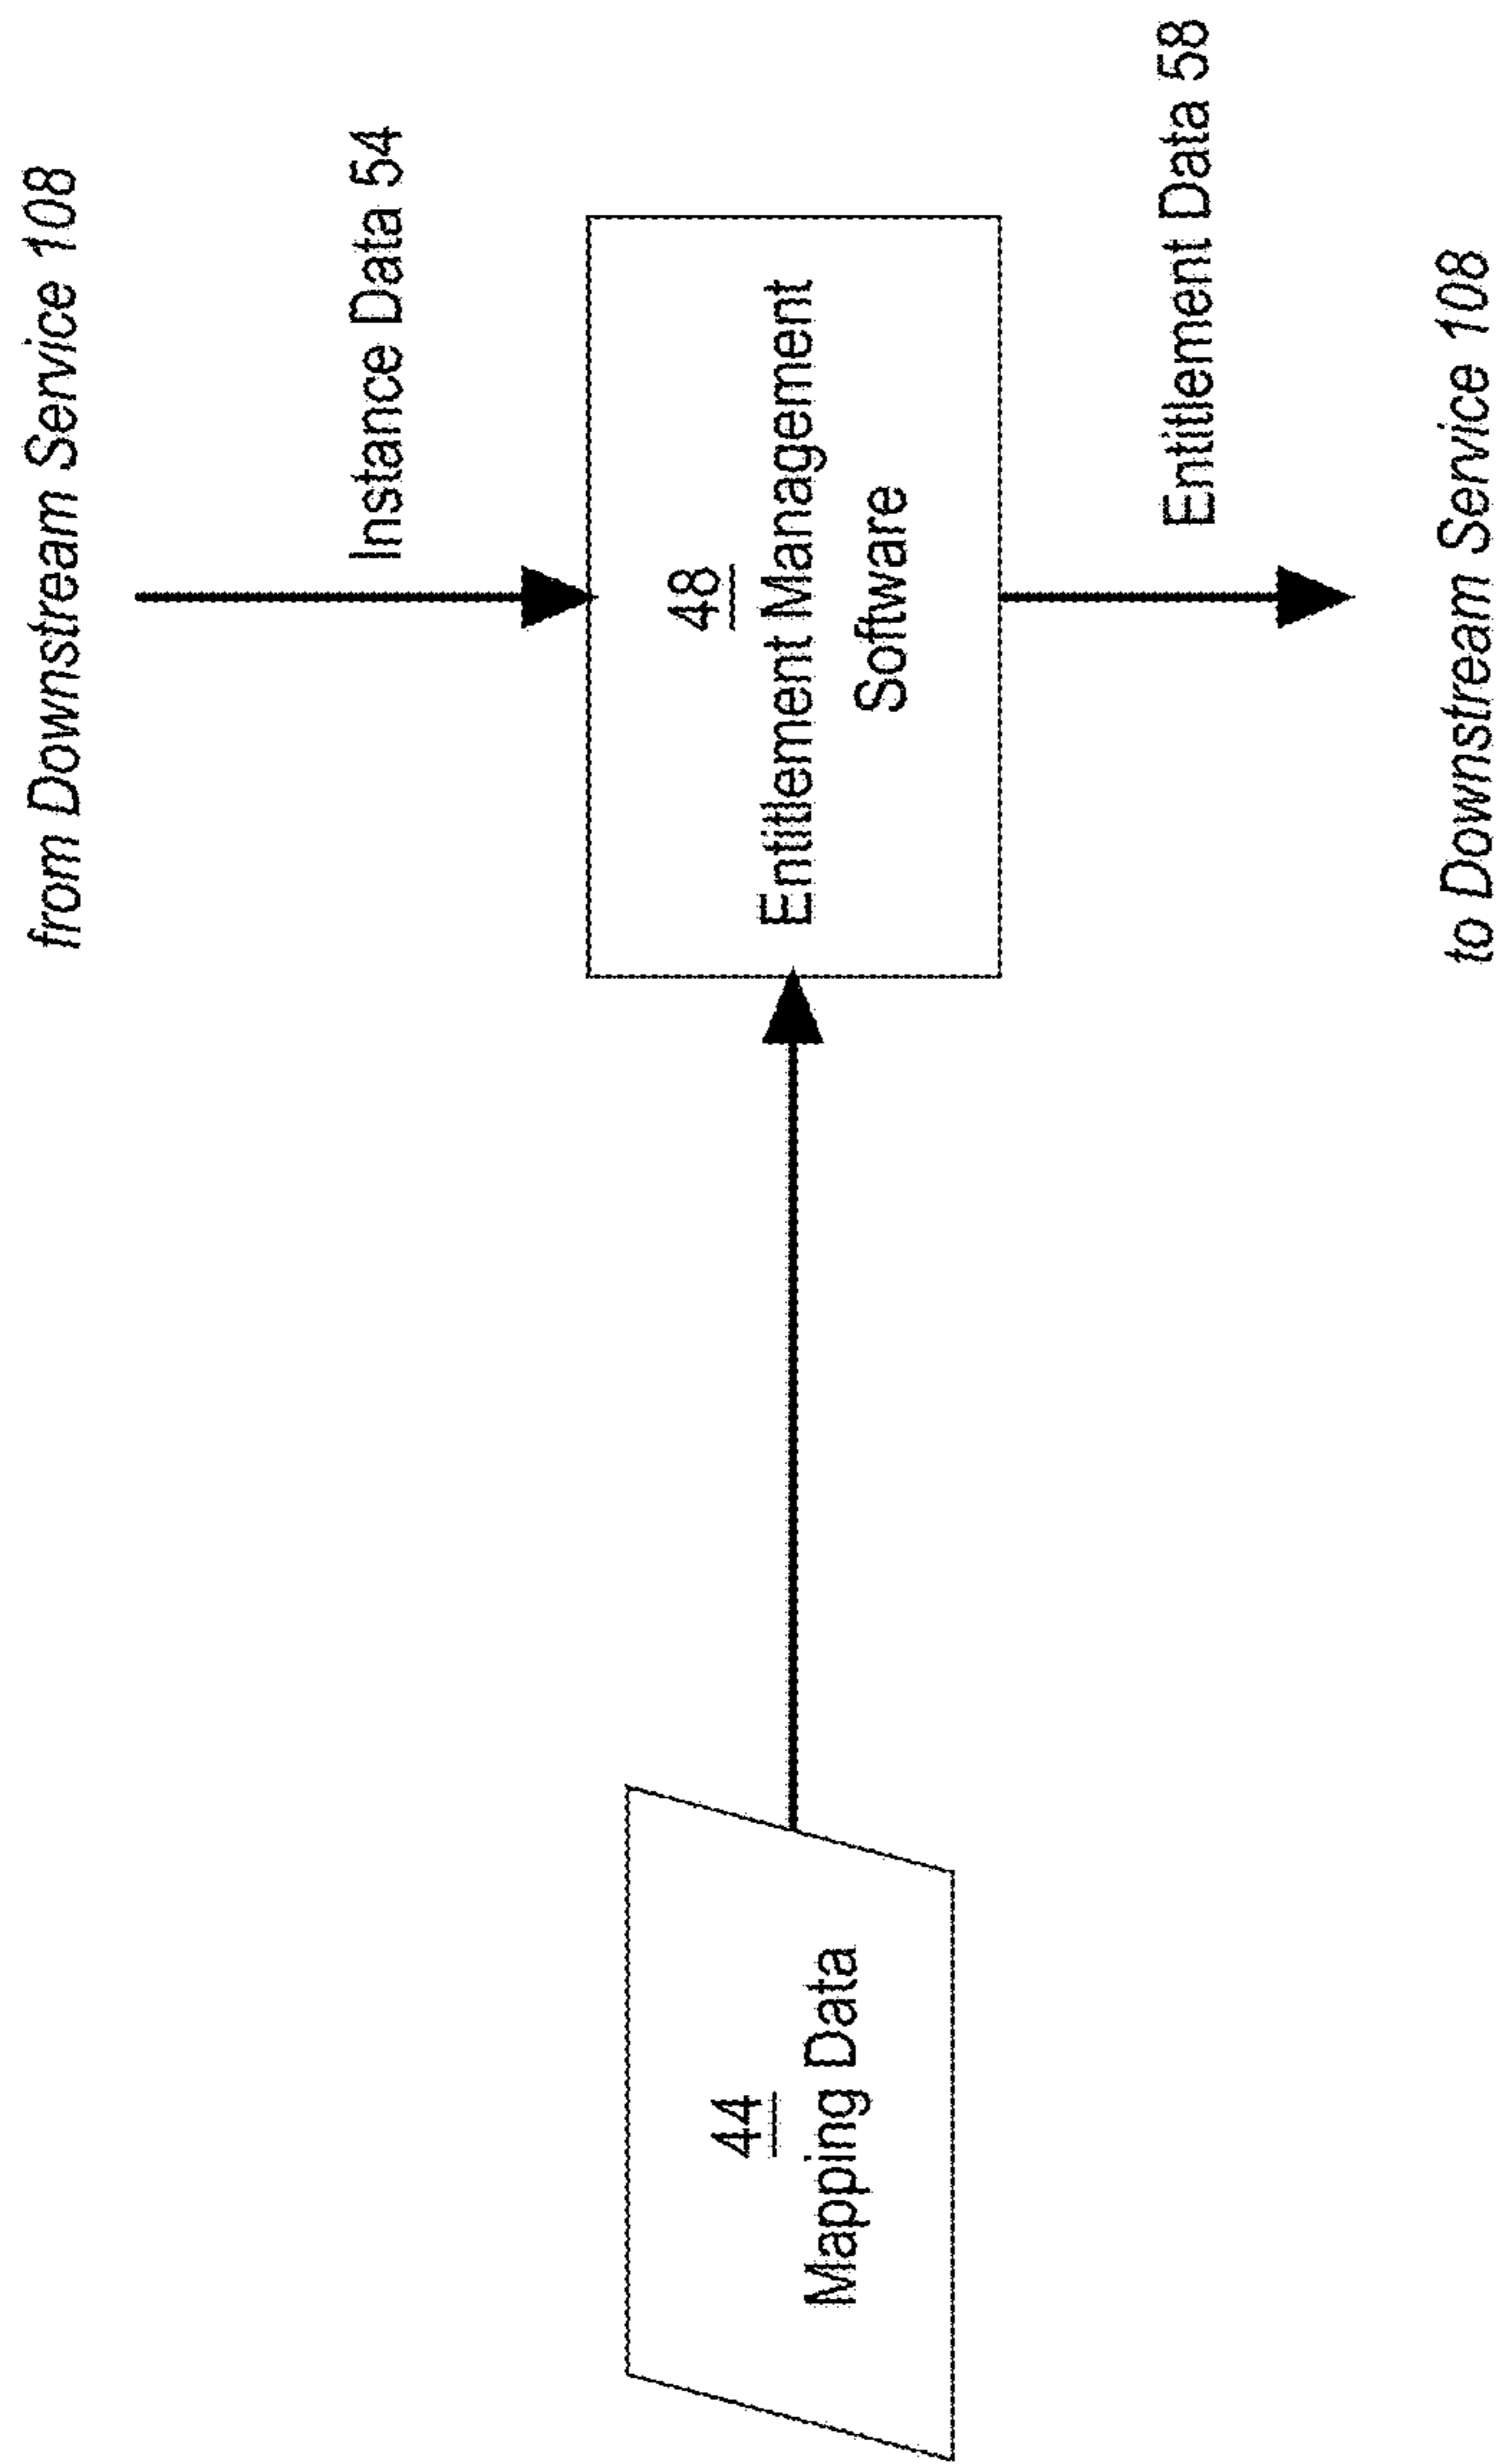 from Downstream Service 108
Instance Data 54
48
Entitlement Management
Software
44
Mapping Data
Entitlement Data 58
to Downstream Service 108